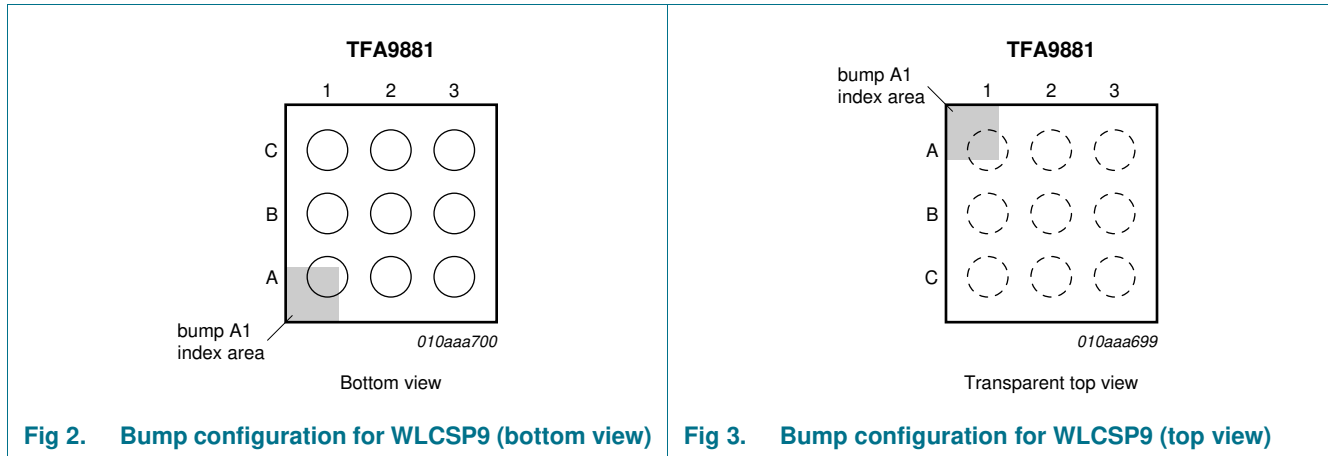 TFA9881
1 2 3
C
B
A
bump A1
index area
010aaa700
Bottom view
Fig 2. Bump configuration for WLCSP9 (bottom view)
TFA9881
bump A1
index area
1 2 3
A
B
C
010aaa699
Transparent top view
Fig 3. Bump configuration for WLCSP9 (top view)